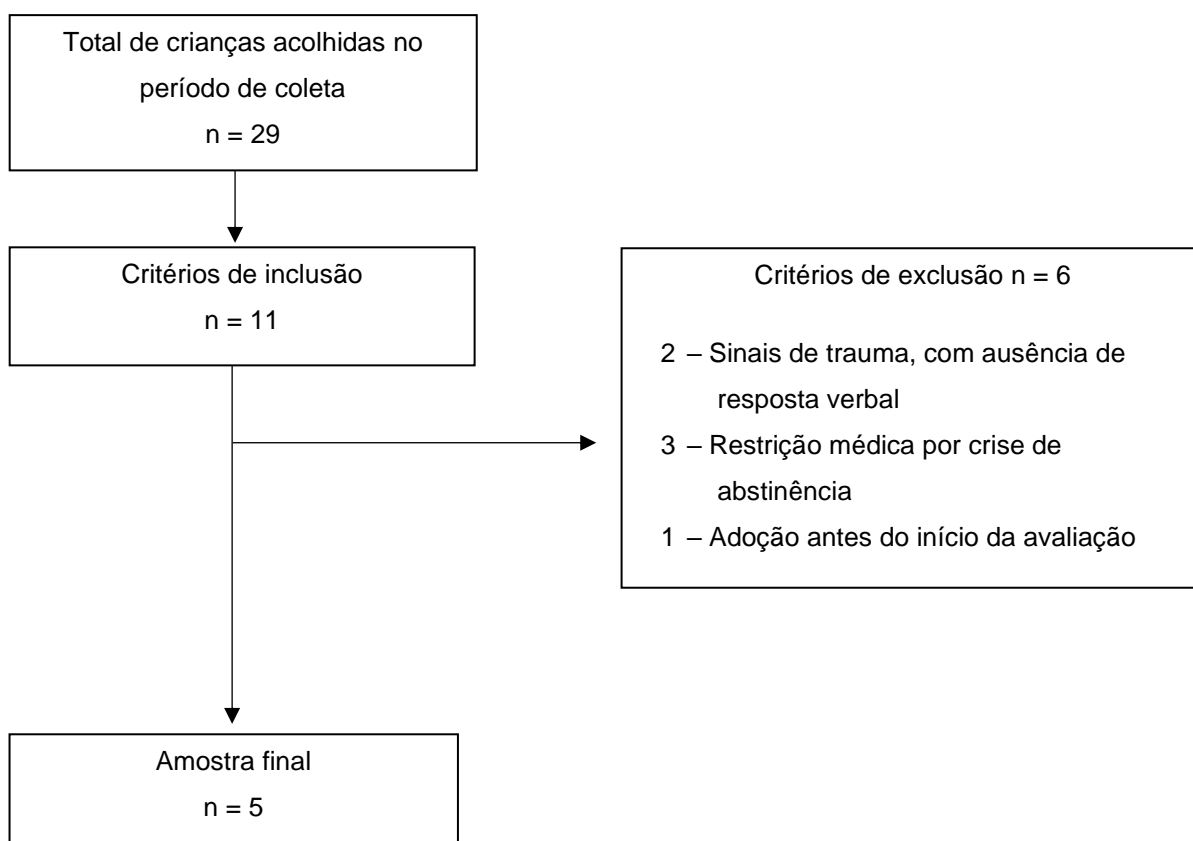 Total de crianças acolhidas no
período de coleta
n = 29
Critérios de inclusão
n = 11
Critérios de exclusão n = 6
2 – Sinais de trauma, com ausência de
resposta verbal
3 – Restrição médica por crise de
abstinência
1 – Adoção antes do início da avaliação
Amostra final
n = 5